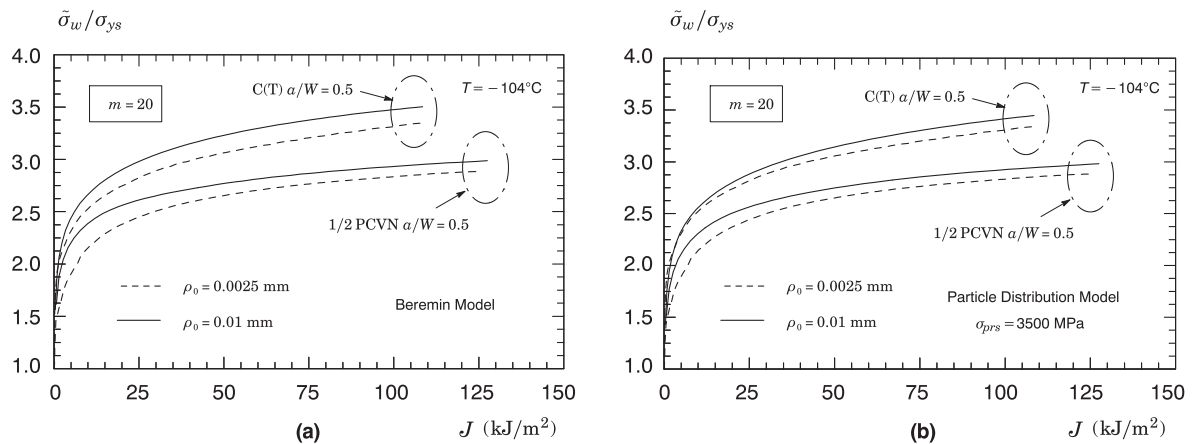 σ̃w/σys
4.0
3.5
3.0
2.5
2.0
1.5
1.0
0 25 50 75 100 125 150
m = 20
C(T) a/W = 0.5
T = −104°C
1/2 PCVN a/W = 0.5
ρ0 = 0.0025 mm
ρ0 = 0.01 mm
Beremin Model
(a)
J (kJ/m²)
σ̃w/σys
4.0
3.5
3.0
2.5
2.0
1.5
1.0
0 25 50 75 100 125 150
m = 20
C(T) a/W = 0.5
T = −104°C
1/2 PCVN a/W = 0.5
ρ0 = 0.0025 mm
ρ0 = 0.01 mm
Particle Distribution Model
σprs = 3500 MPa
(b)
J (kJ/m²)